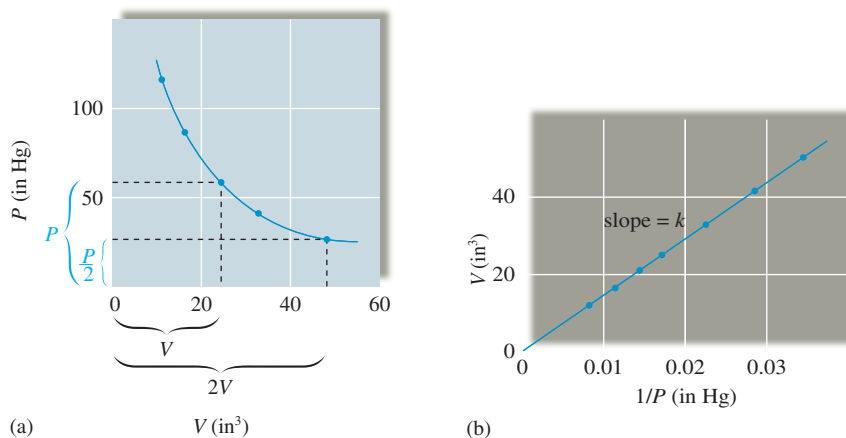 100
50
P (in Hg)
P
P
2
0 20 40 60
V
2V
(a) V (in³)
40
20
0
V (in³)
slope = k
0 0.01 0.02 0.03
1/P (in Hg)
(b)